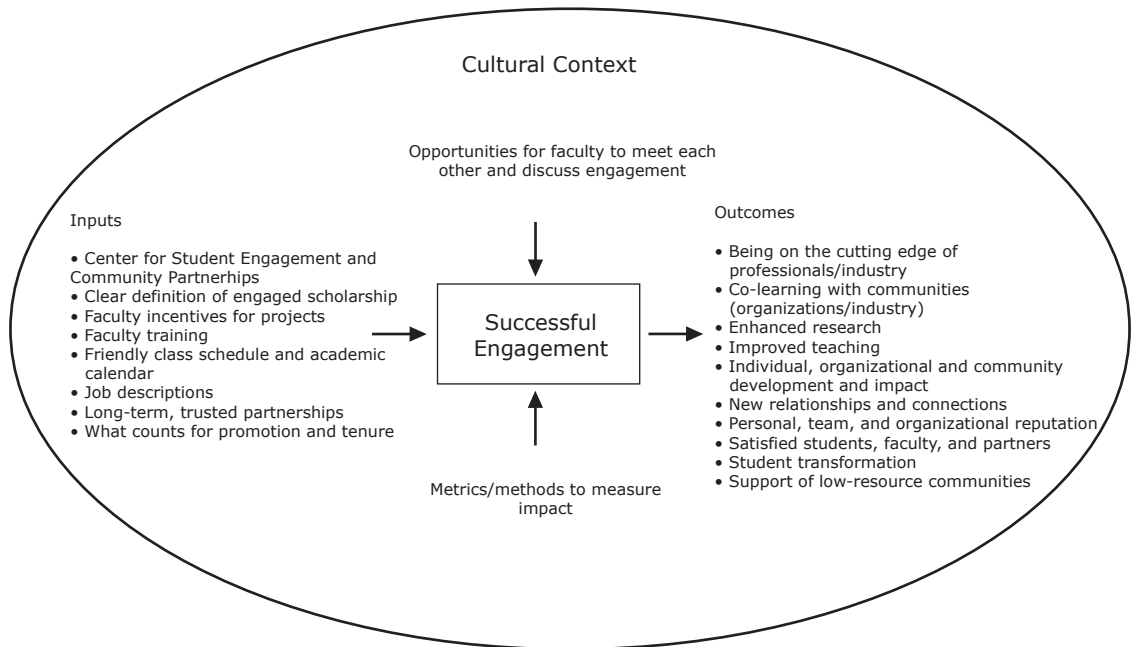 Cultural Context
Opportunities for faculty to meet each
other and discuss engagement
Inputs
• Center for Student Engagement and
Community Partnerhips
• Clear definition of engaged scholarship
• Faculty incentives for projects
• Faculty training
• Friendly class schedule and academic
calendar
• Job descriptions
• Long-term, trusted partnerships
• What counts for promotion and tenure
Successful
Engagement
Metrics/methods to measure
impact
Outcomes
• Being on the cutting edge of
professionals/industry
• Co-learning with communities
(organizations/industry)
• Enhanced research
• Improved teaching
• Individual, organizational and community
development and impact
• New relationships and connections
• Personal, team, and organizational reputation
• Satisfied students, faculty, and partners
• Student transformation
• Support of low-resource communities